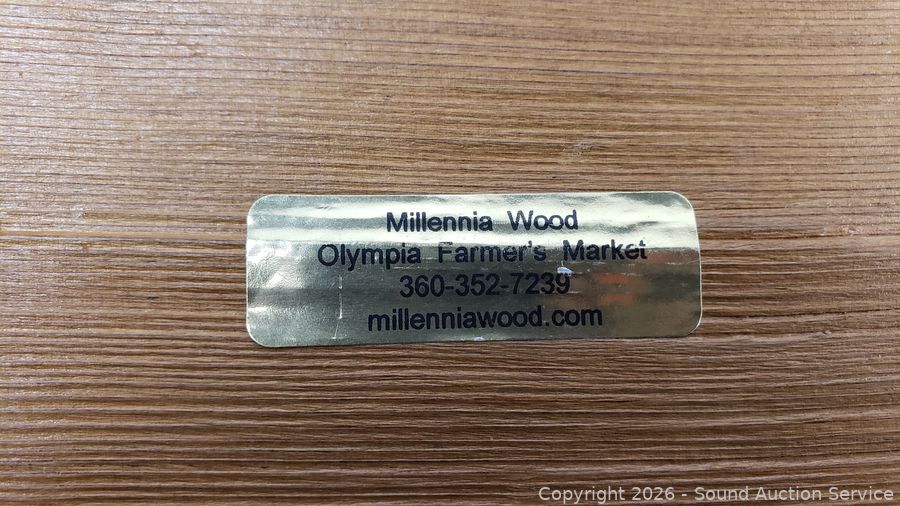 Millennia Wood
Olympia Farmer's Market
360-352-7239
millenniawood.com
Copyright 2026 - Sound Auction Service